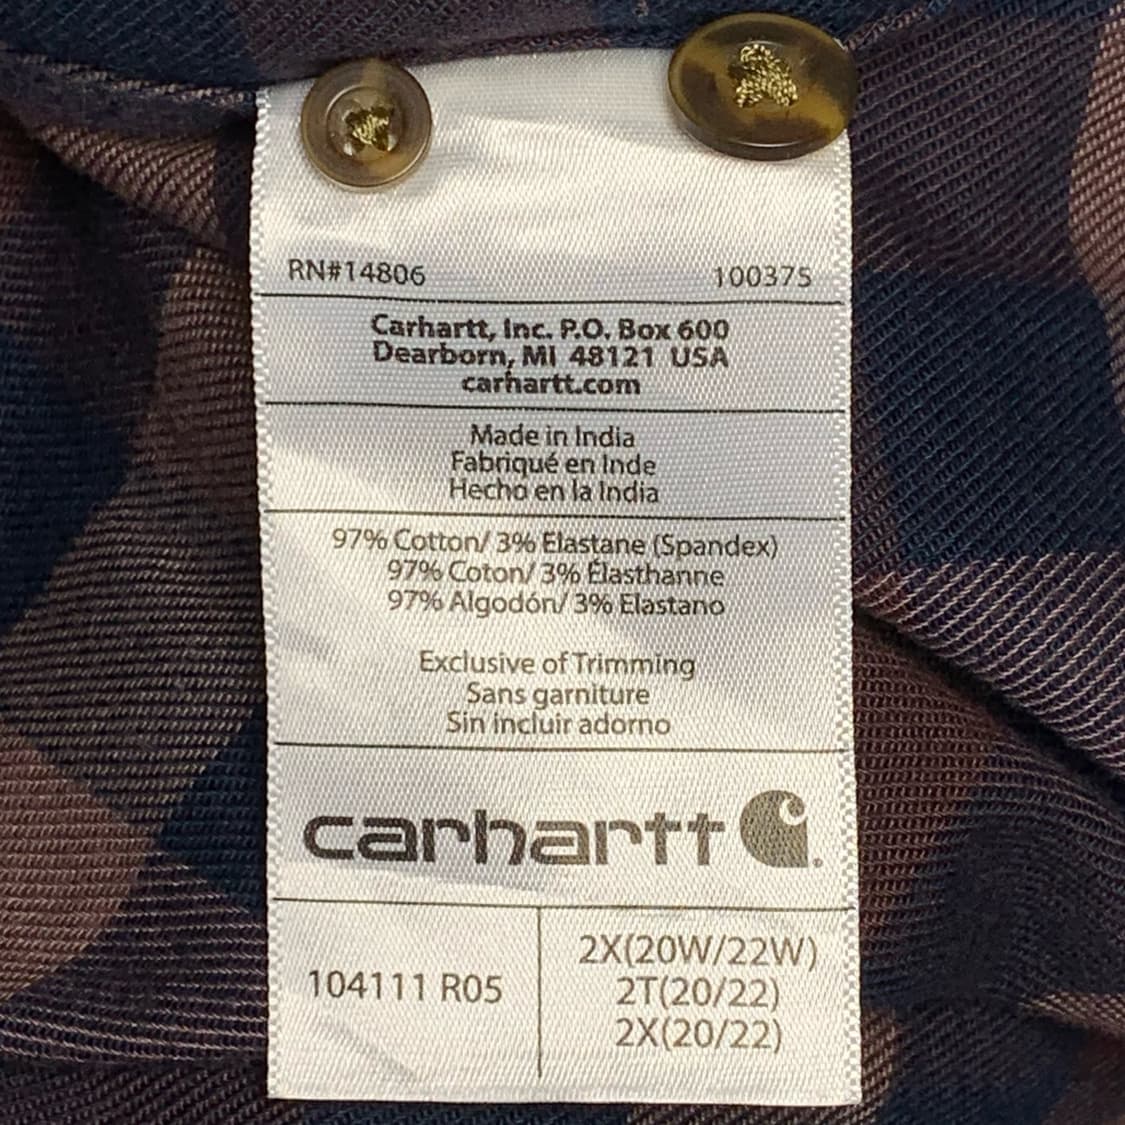 RN#14806 100375
Carhartt, Inc. P.O. Box 600
Dearborn, MI 48121 USA
carhartt.com
Made in India
Fabriqué en Inde
Hecho en la India
97% Cotton/ 3% Elastane (Spandex)
97% Coton/ 3% Élasthanne
97% Algodón/ 3% Elastano
Exclusive of Trimming
Sans garniture
Sin incluir adorno
carhartt
104111 R05
2X(20W/22W)
2T(20/22)
2X(20/22)